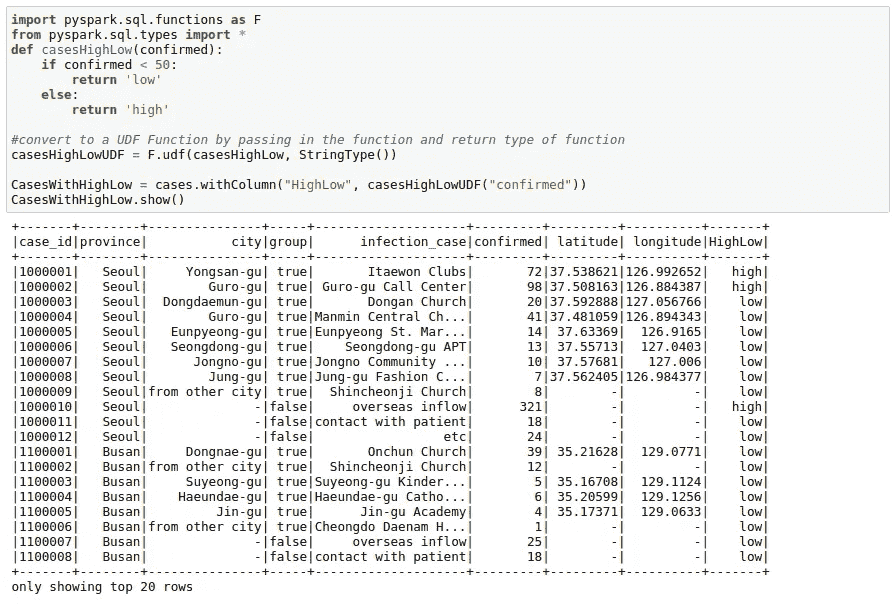 import pyspark.sql.functions as F
from pyspark.sql.types import *
def casesHighLow(confirmed):
    if confirmed < 50:
        return 'low'
    else:
        return 'high'

#convert to a UDF Function by passing in the function and return type of function
casesHighLowUDF = F.udf(casesHighLow, StringType())

CasesWithHighLow = cases.withColumn("HighLow", casesHighLowUDF("confirmed"))
CasesWithHighLow.show()
+-------+--------+---------------+-----+--------------------+---------+---------+----------+-------+
|case_id|province|           city|group|      infection_case|confirmed| latitude| longitude|HighLow|
+-------+--------+---------------+-----+--------------------+---------+---------+----------+-------+
|1000001|   Seoul|     Yongsan-gu| true|       Itaewon Clubs|       72|37.538621|126.992652|   high|
|1000002|   Seoul|        Guro-gu| true| Guro-gu Call Center|       98|37.508163|126.884387|   high|
|1000003|   Seoul|  Dongdaemun-gu| true|       Dongan Church|       20|37.592888|127.056766|    low|
|1000004|   Seoul|        Guro-gu| true|Manmin Central Ch...|       41|37.481059|126.894343|    low|
|1000005|   Seoul|   Eunpyeong-gu| true|Eunpyeong St. Mar...|       14| 37.63369|  126.9165|    low|
|1000006|   Seoul|   Seongdong-gu| true|    Seongdong-gu APT|       13| 37.55713|  127.0403|    low|
|1000007|   Seoul|      Jongno-gu| true|Jongno Community ...|       10| 37.57681|   127.006|    low|
|1000008|   Seoul|        Jung-gu| true|Jung-gu Fashion C...|        7|37.562405|126.984377|    low|
|1000009|   Seoul|from other city| true|  Shincheonji Church|        8|        -|         -|    low|
|1000010|   Seoul|              -|false|     overseas inflow|      321|        -|         -|   high|
|1000011|   Seoul|              -|false|contact with patient|       18|        -|         -|    low|
|1000012|   Seoul|              -|false|                 etc|       24|        -|         -|    low|
|1100001|   Busan|     Dongnae-gu| true|       Onchun Church|       39| 35.21628|  129.0771|    low|
|1100002|   Busan|from other city| true|  Shincheonji Church|       12|        -|         -|    low|
|1100003|   Busan|     Suyeong-gu| true|Suyeong-gu Kinder...|        5| 35.16708|  129.1124|    low|
|1100004|   Busan|    Haeundae-gu| true|Haeundae-gu Catho...|        6| 35.20599|  129.1256|    low|
|1100005|   Busan|         Jin-gu| true|      Jin-gu Academy|        4| 35.17371|  129.0633|    low|
|1100006|   Busan|from other city| true|Cheongdo Daenam H...|        1|        -|         -|    low|
|1100007|   Busan|              -|false|     overseas inflow|       25|        -|         -|    low|
|1100008|   Busan|              -|false|contact with patient|       18|        -|         -|    low|
+-------+--------+---------------+-----+--------------------+---------+---------+----------+-------+
only showing top 20 rows